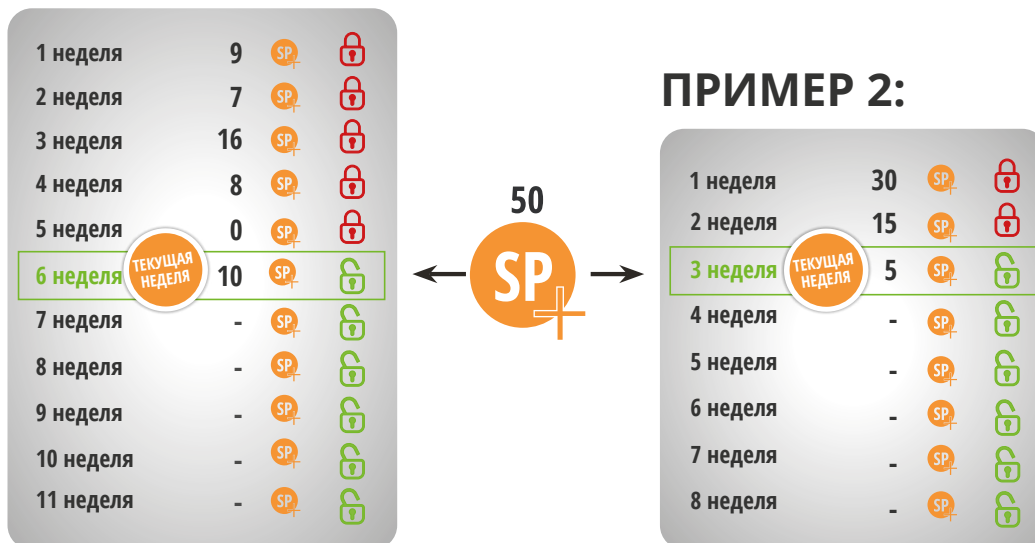 1 неделя 9 SP+
2 неделя 7 SP+
3 неделя 16 SP+
4 неделя 8 SP+
5 неделя 0 SP+
6 неделя ТЕКУЩАЯ НЕДЕЛЯ 10 SP+
7 неделя - SP+
8 неделя - SP+
9 неделя - SP+
10 неделя - SP+
11 неделя - SP+
50
SP+
ПРИМЕР 2:
1 неделя 30 SP+
2 неделя 15 SP+
3 неделя ТЕКУЩАЯ НЕДЕЛЯ 5 SP+
4 неделя - SP+
5 неделя - SP+
6 неделя - SP+
7 неделя - SP+
8 неделя - SP+